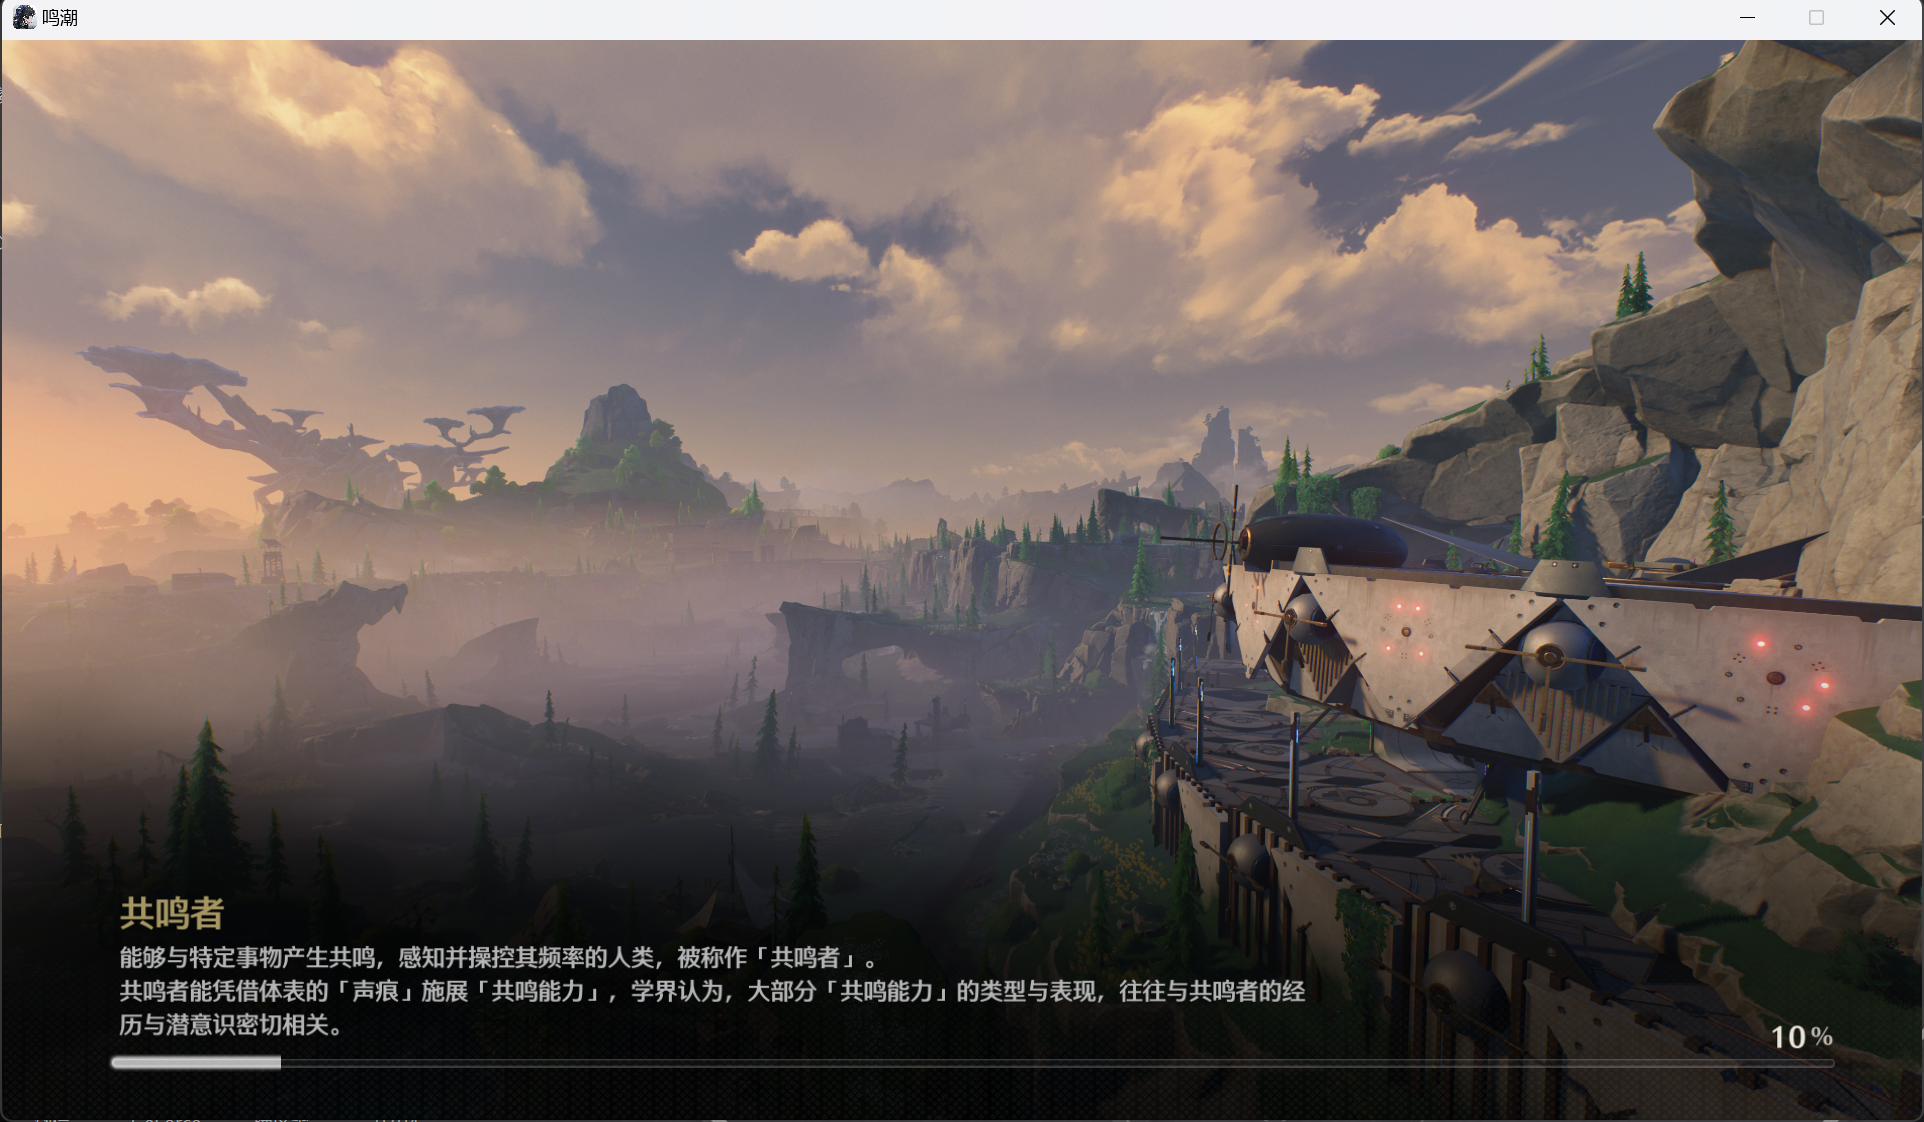 鸣潮
共鸣者
能够与特定事物产生共鸣，感知并操控其频率的人类，被称作「共鸣者」。
共鸣者能凭借体表的「声痕」施展「共鸣能力」，学界认为，大部分「共鸣能力」的类型与表现，往往与共鸣者的经
历与潜意识密切相关。
10%